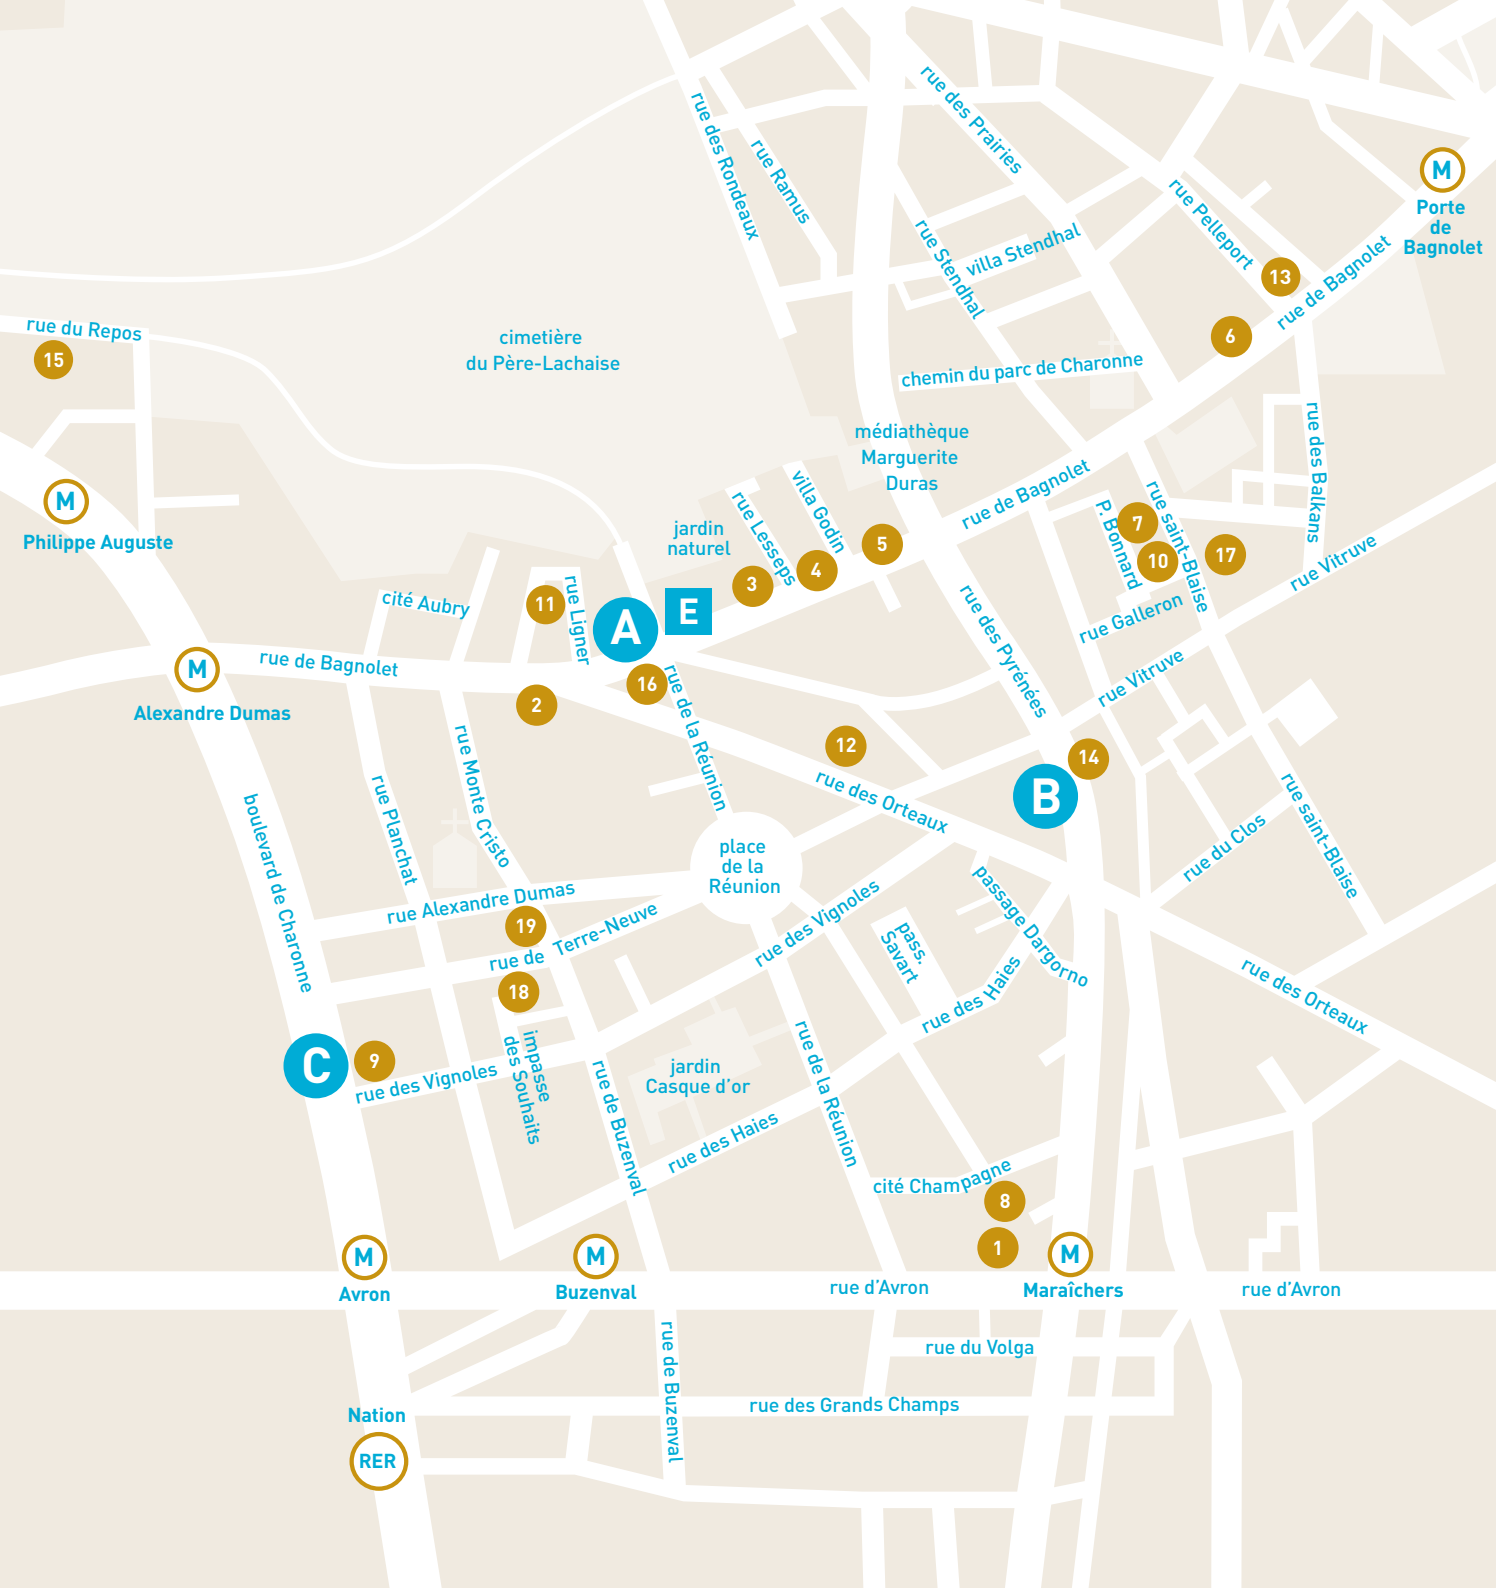 rue des Prairies
rue des Rondeaux
rue Ramus
M
Porte
de
Bagnolet
rue Pelleport
rue Stendhal
villa Stendhal
13
rue de Bagnolet
6
rue du Repos
15
cimetière
du Père-Lachaise
chemin du parc de Charonne
médiathèque
Marguerite
Duras
rue des Balkans
rue de Bagnolet
villa Godin
rue Lesseps
jardin
naturel
M
Philippe Auguste
P. Bonnard
7
rue saint-Blaise
10
17
rue Vitruve
5
4
3
cité Aubry
11
rue Ligner
A
E
rue Galleron
rue des Pyrénées
M
Alexandre Dumas
rue de Bagnolet
2
16
rue de la Réunion
rue Vitruve
12
14
B
rue Monte Cristo
rue Planchat
boulevard de Charonne
rue des Orteaux
rue saint-Blaise
rue du Clos
place
de la
Réunion
rue Alexandre Dumas
19
rue de Terre-Neuve
18
rue des Vignoles
pass.
Savart
passage Dargorno
rue des Haies
rue des Orteaux
C
9
rue des Vignoles
impasse
des Souhaits
rue de Buzenval
jardin
Casque d'or
rue de la Réunion
rue des Haies
cité Champagne
8
1
M
Avron
M
Buzenval
rue d'Avron
M
Maraîchers
rue d'Avron
rue du Volga
rue de Buzenval
rue des Grands Champs
Nation
RER